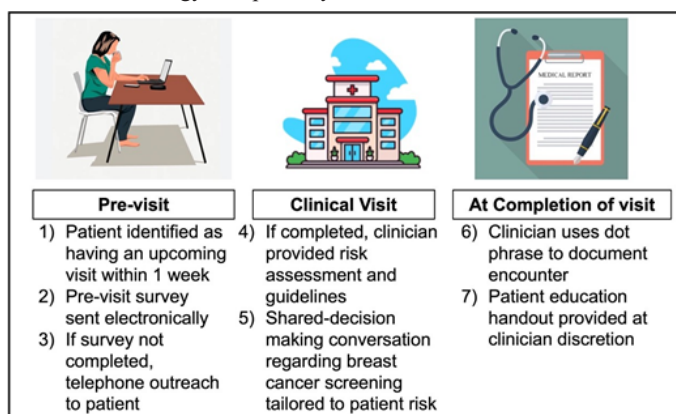 MEDICAL REPORT
Pre-visit
1) Patient identified as
having an upcoming
visit within 1 week
2) Pre-visit survey
sent electronically
3) If survey not
completed,
telephone outreach
to patient
Clinical Visit
4) If completed, clinician
provided risk
assessment and
guidelines
5) Shared-decision
making conversation
regarding breast
cancer screening
tailored to patient risk
At Completion of visit
6) Clinician uses dot
phrase to document
encounter
7) Patient education
handout provided at
clinician discretion